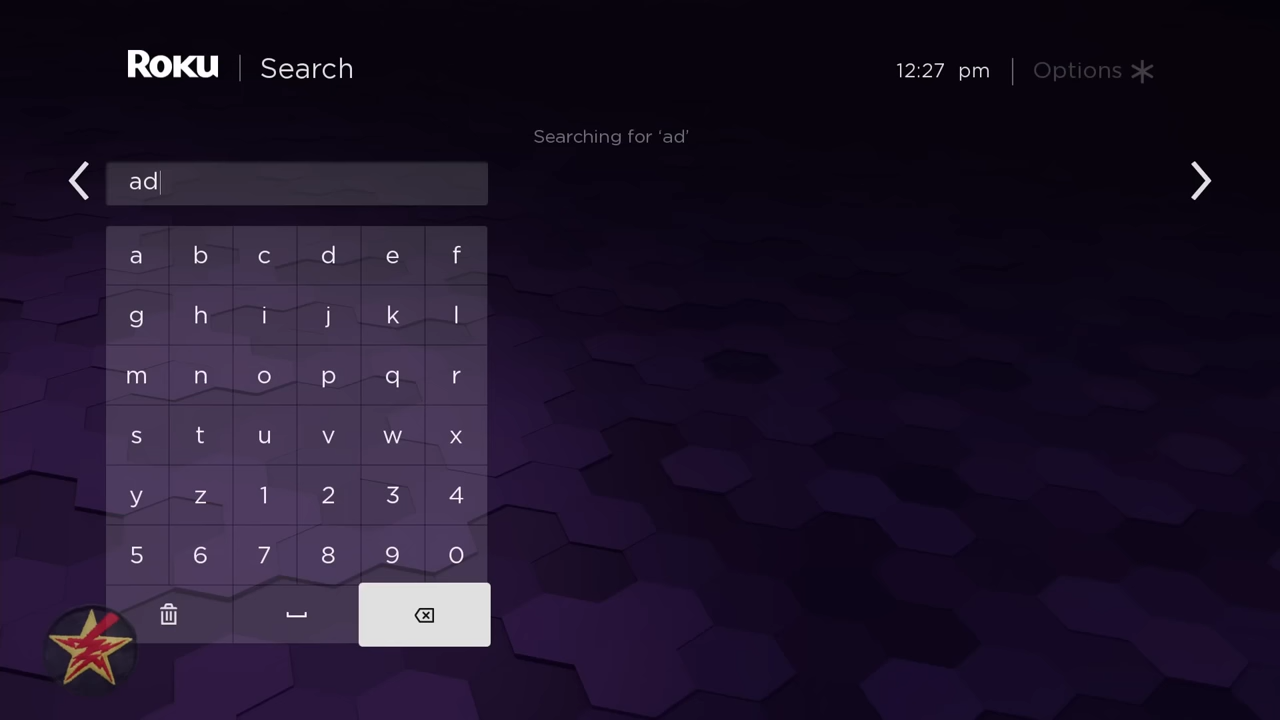 Roku | Search
12:27 pm | Options
Searching for ‘ad’
ad
a b c d e f
g h i j k l
m n o p q r
s t u v w x
y z 1 2 3 4
5 6 7 8 9 0